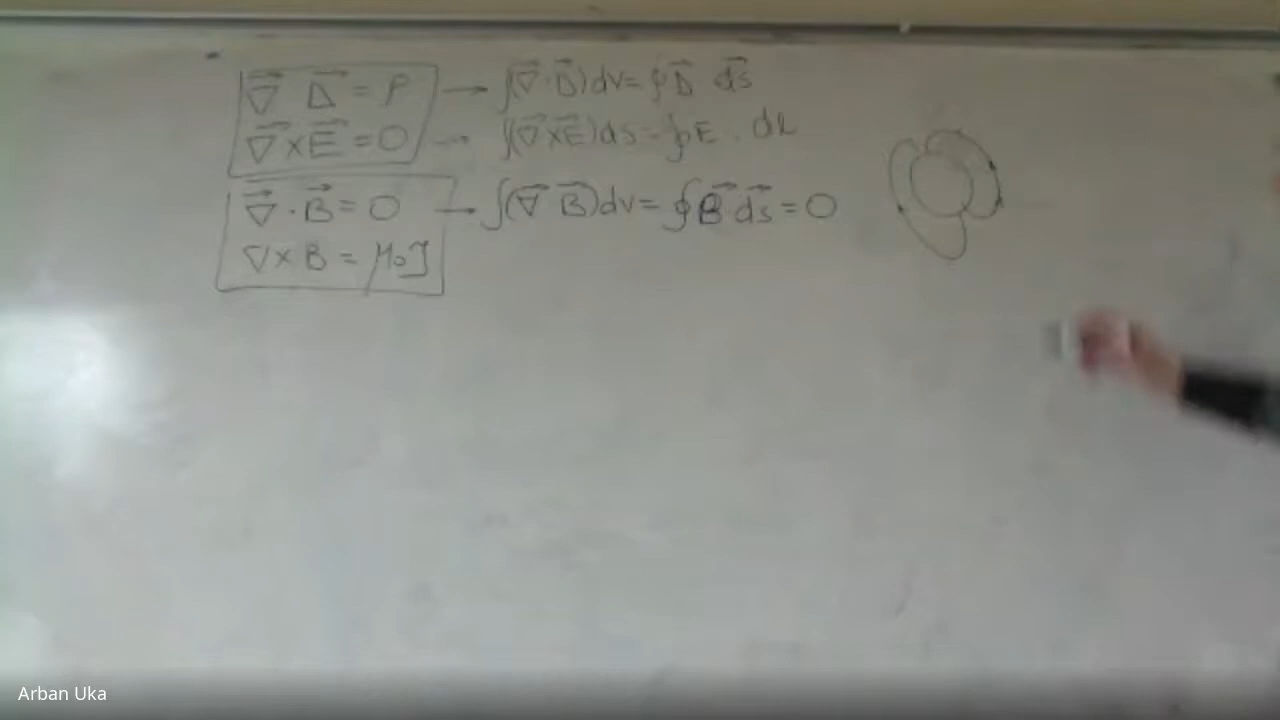 ∇⃗ D⃗ = ρ → ∫(∇⃗·D⃗)dv = ∮D⃗ ds⃗
∇⃗×E⃗ = 0 → ∫(∇⃗×E⃗)ds = ∮E · dL
∇⃗·B⃗ = 0 → ∫(∇⃗ B⃗)dv = ∮B⃗ ds⃗ = 0
∇×B = μ₀J
Arban Uka